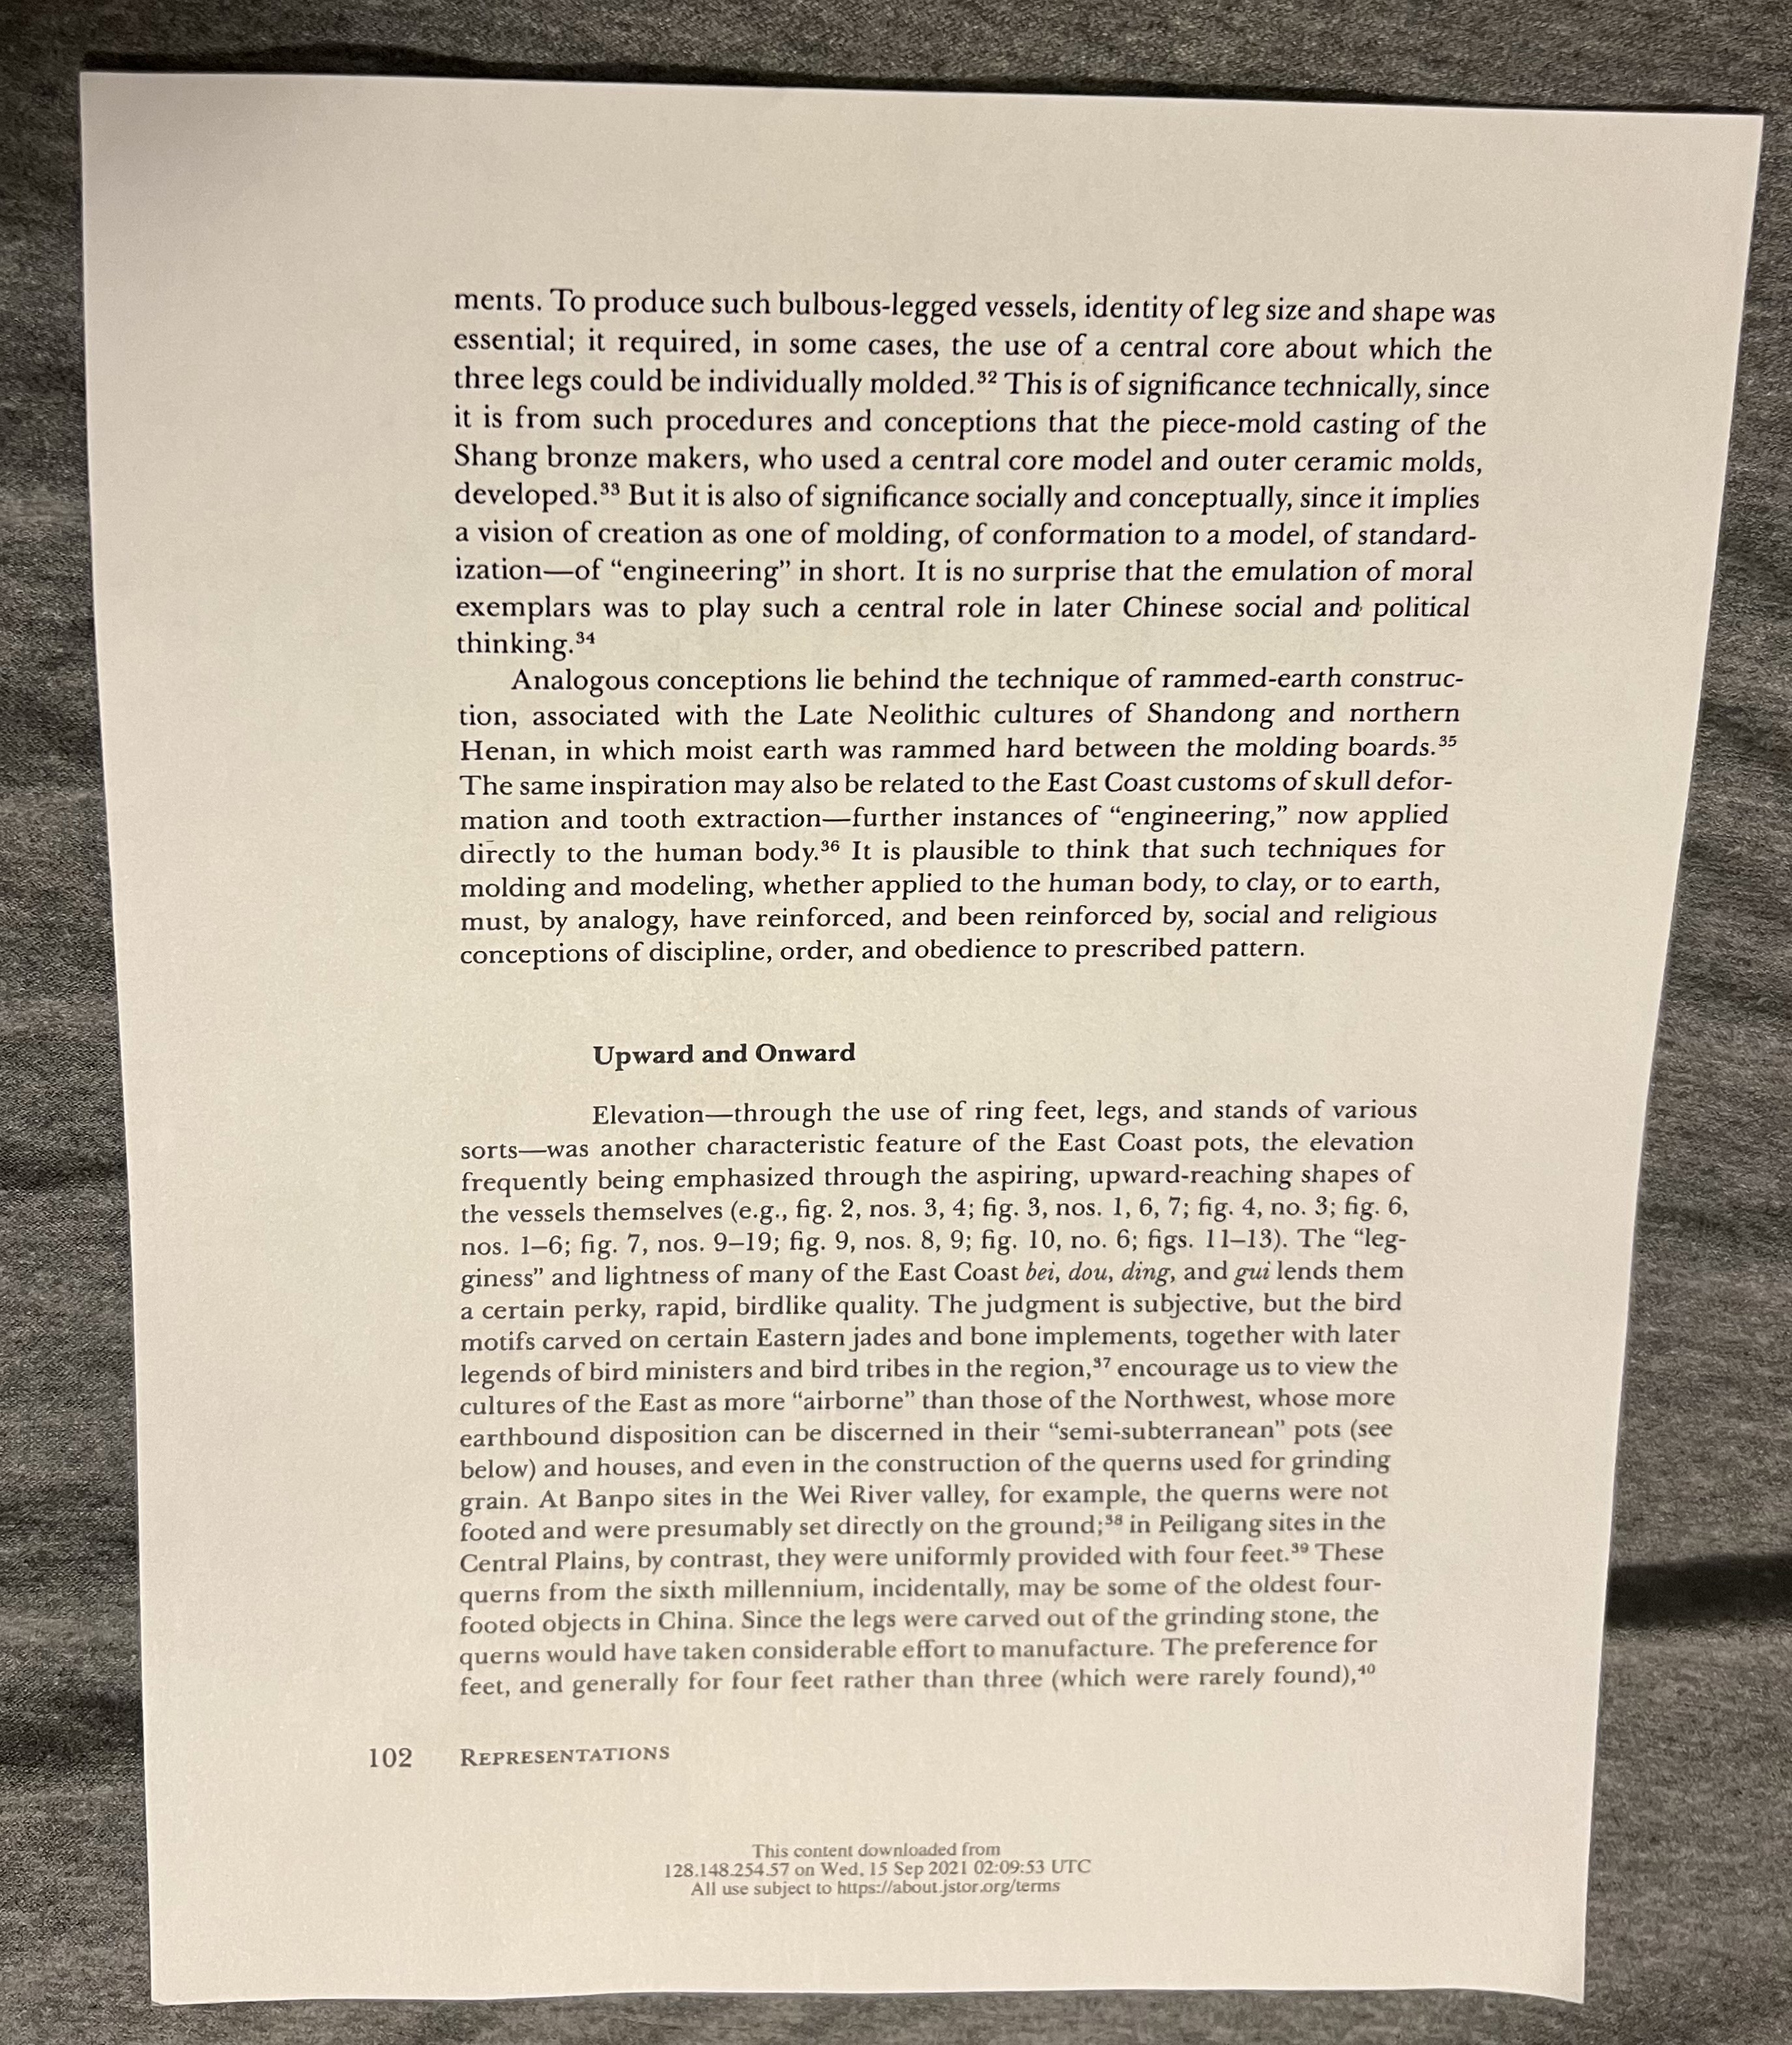 ments. To produce such bulbous-legged vessels, identity of leg size and shape was
essential; it required, in some cases, the use of a central core about which the
three legs could be individually molded.³² This is of significance technically, since
it is from such procedures and conceptions that the piece-mold casting of the
Shang bronze makers, who used a central core model and outer ceramic molds,
developed.³³ But it is also of significance socially and conceptually, since it implies
a vision of creation as one of molding, of conformation to a model, of standard-
ization—of “engineering” in short. It is no surprise that the emulation of moral
exemplars was to play such a central role in later Chinese social and political
thinking.³⁴
Analogous conceptions lie behind the technique of rammed-earth construc-
tion, associated with the Late Neolithic cultures of Shandong and northern
Henan, in which moist earth was rammed hard between the molding boards.³⁵
The same inspiration may also be related to the East Coast customs of skull defor-
mation and tooth extraction—further instances of “engineering,” now applied
directly to the human body.³⁶ It is plausible to think that such techniques for
molding and modeling, whether applied to the human body, to clay, or to earth,
must, by analogy, have reinforced, and been reinforced by, social and religious
conceptions of discipline, order, and obedience to prescribed pattern.
Upward and Onward
Elevation—through the use of ring feet, legs, and stands of various
sorts—was another characteristic feature of the East Coast pots, the elevation
frequently being emphasized through the aspiring, upward-reaching shapes of
the vessels themselves (e.g., fig. 2, nos. 3, 4; fig. 3, nos. 1, 6, 7; fig. 4, no. 3; fig. 6,
nos. 1–6; fig. 7, nos. 9–19; fig. 9, nos. 8, 9; fig. 10, no. 6; figs. 11–13). The “leg-
giness” and lightness of many of the East Coast bei, dou, ding, and gui lends them
a certain perky, rapid, birdlike quality. The judgment is subjective, but the bird
motifs carved on certain Eastern jades and bone implements, together with later
legends of bird ministers and bird tribes in the region,³⁷ encourage us to view the
cultures of the East as more “airborne” than those of the Northwest, whose more
earthbound disposition can be discerned in their “semi-subterranean” pots (see
below) and houses, and even in the construction of the querns used for grinding
grain. At Banpo sites in the Wei River valley, for example, the querns were not
footed and were presumably set directly on the ground;³⁸ in Peiligang sites in the
Central Plains, by contrast, they were uniformly provided with four feet.³⁹ These
querns from the sixth millennium, incidentally, may be some of the oldest four-
footed objects in China. Since the legs were carved out of the grinding stone, the
querns would have taken considerable effort to manufacture. The preference for
feet, and generally for four feet rather than three (which were rarely found),⁴⁰
102 REPRESENTATIONS
This content downloaded from
128.148.254.57 on Wed, 15 Sep 2021 02:09:53 UTC
All use subject to https://about.jstor.org/terms